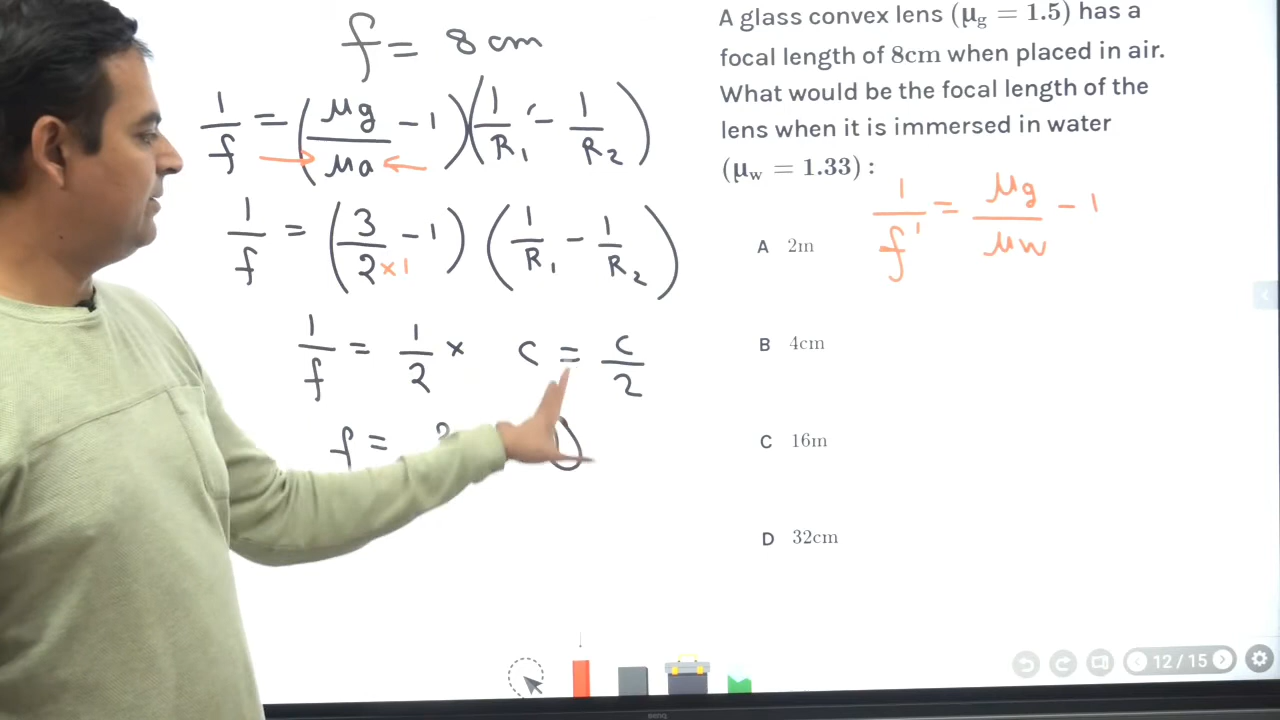 f = 8 cm
1/f = (μg/μa - 1)(1/R₁ - 1/R₂)
1/f = (3/2×1 - 1)(1/R₁ - 1/R₂)
1/f = 1/2 × c = c/2
f =
A glass convex lens (μg = 1.5) has a
focal length of 8cm when placed in air.
What would be the focal length of the
lens when it is immersed in water
(μw = 1.33) :
1/f' = μg/μw - 1
A 2m
B 4cm
C 16m
D 32cm
12 / 15
BenQ